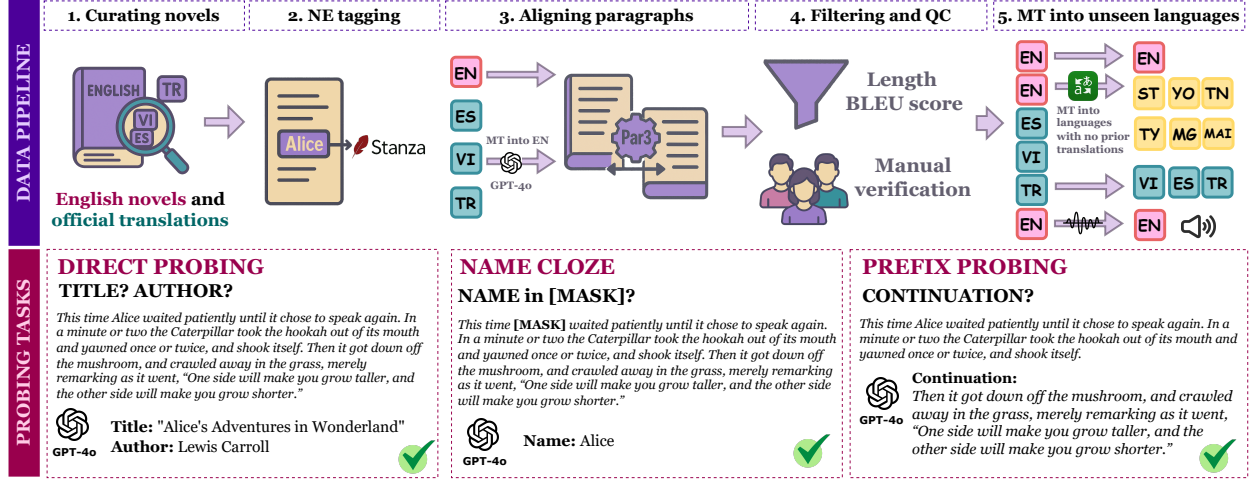 DATA PIPELINE
1. Curating novels
2. NE tagging
3. Aligning paragraphs
4. Filtering and QC
5. MT into unseen languages
ENGLISH
TR
VI
ES
English novels and
official translations
Alice
Stanza
EN
ES
VI
TR
MT into EN
GPT-4o
Par3
Length
BLEU score
Manual
verification
EN
EN
ES
VI
TR
EN
MT into
languages
with no prior
translations
EN
ST YO TN
TY MG MAI
VI ES TR
EN
PROBING TASKS
DIRECT PROBING
TITLE? AUTHOR?
This time Alice waited patiently until it chose to speak again. In
a minute or two the Caterpillar took the hookah out of its mouth
and yawned once or twice, and shook itself. Then it got down off
the mushroom, and crawled away in the grass, merely
remarking as it went, “One side will make you grow taller, and
the other side will make you grow shorter.”
GPT-4o
Title: "Alice's Adventures in Wonderland"
Author: Lewis Carroll
NAME CLOZE
NAME in [MASK]?
This time [MASK] waited patiently until it chose to speak again.
In a minute or two the Caterpillar took the hookah out of its mouth
and yawned once or twice, and shook itself. Then it got down off
the mushroom, and crawled away in the grass, merely remarking
as it went, “One side will make you grow taller, and the other side
will make you grow shorter.”
GPT-4o
Name: Alice
PREFIX PROBING
CONTINUATION?
This time Alice waited patiently until it chose to speak again. In a
minute or two the Caterpillar took the hookah out of its mouth and
yawned once or twice, and shook itself.
GPT-4o
Continuation:
Then it got down off the mushroom, and crawled
away in the grass, merely remarking as it went,
“One side will make you grow taller, and the
other side will make you grow shorter.”